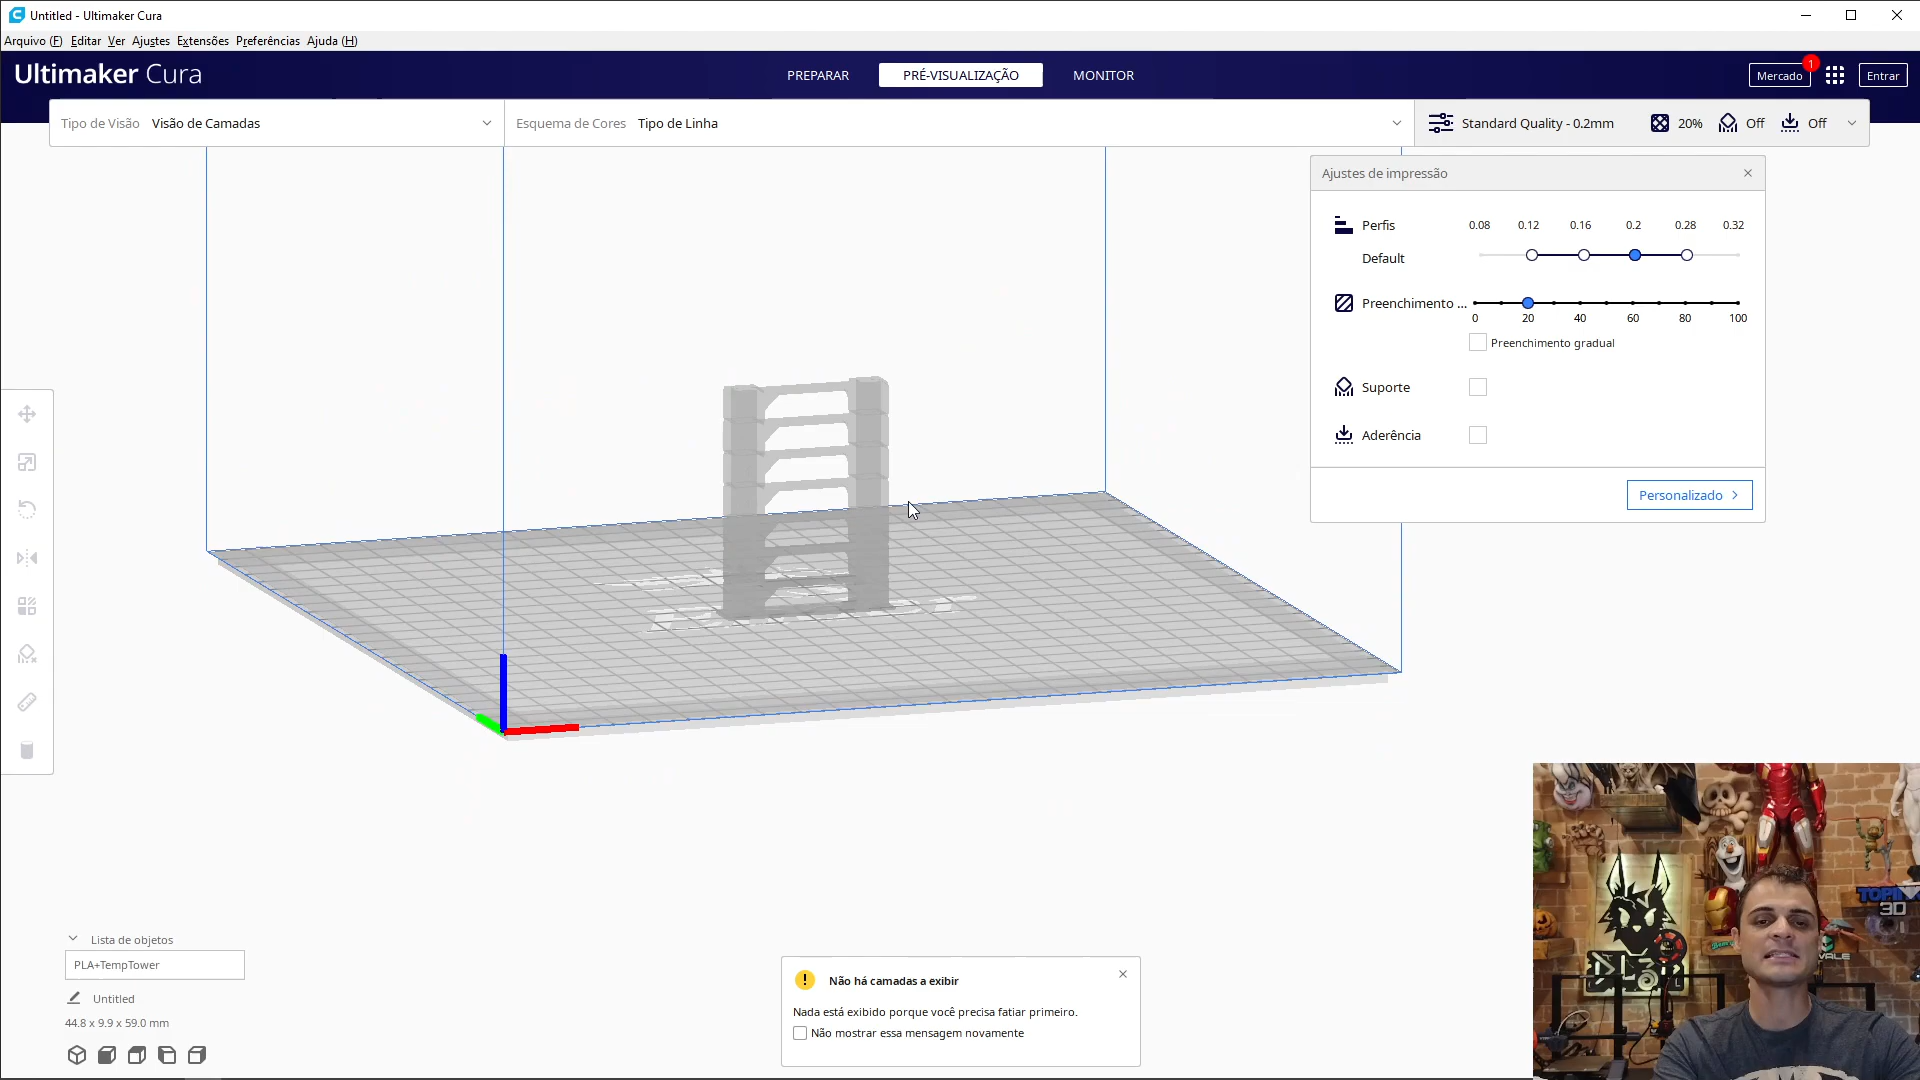 Untitled - Ultimaker Cura
Arquivo (F) Editar Ver Ajustes Extensões Preferências Ajuda (H)
Ultimaker Cura
PREPARAR PRÉ-VISUALIZAÇÃO MONITOR
Mercado 1 Entrar
Tipo de Visão Visão de Camadas Esquema de Cores Tipo de Linha Standard Quality - 0.2mm 20% Off Off
Ajustes de impressão
Perfis 0.08 0.12 0.16 0.2 0.28 0.32
Default
Preenchimento ...
0 20 40 60 80 100
Preenchimento gradual
Suporte
Aderência
Personalizado
Lista de objetos
PLA+TempTower
Untitled
44.8 x 9.9 x 59.0 mm
Não há camadas a exibir
Nada está exibido porque você precisa fatiar primeiro.
Não mostrar essa mensagem novamente
3D